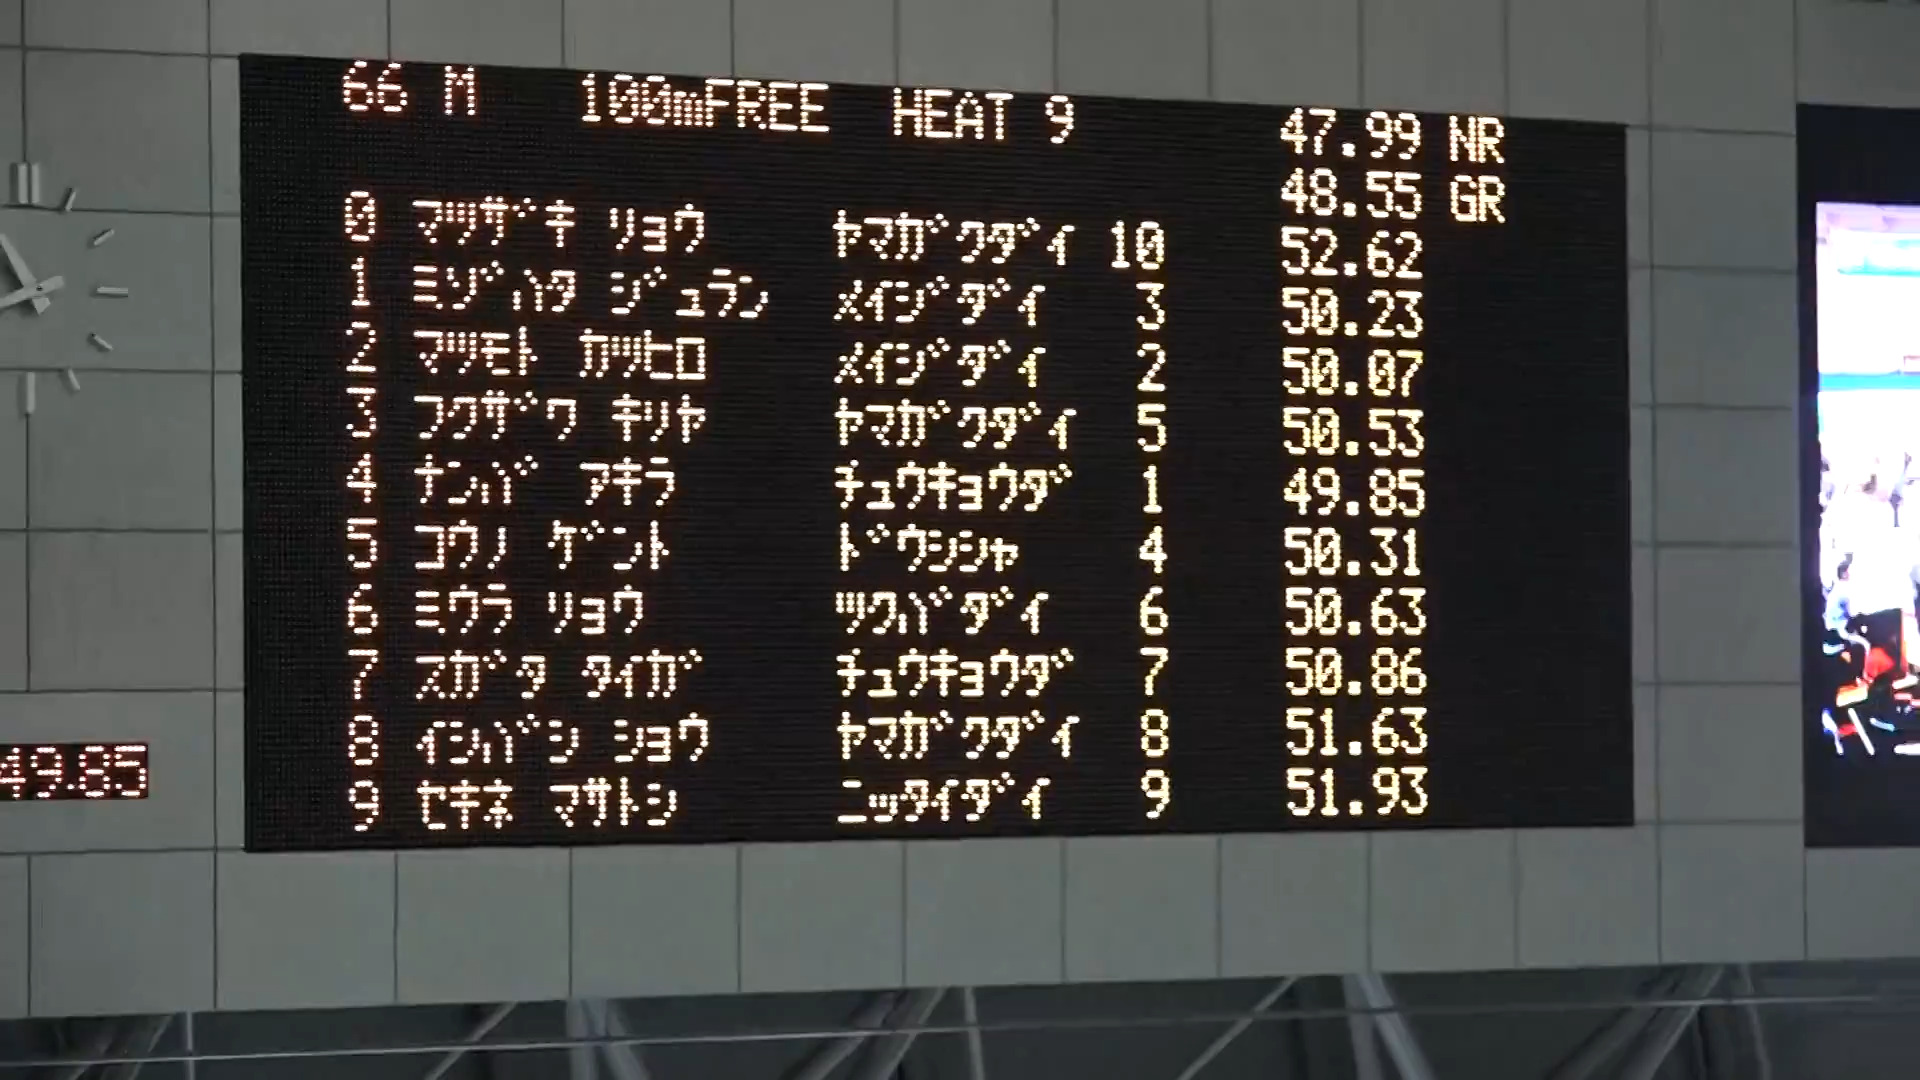 66 M 100mFREE HEAT 9 47.99 NR
48.55 GR
0 マツザキ リョウ ヤマガクダイ 10 52.62
1 ミゾハタ ジュラン メイジダイ 3 50.23
2 マツモト カツヒロ メイジダイ 2 50.07
3 フクザワ キリヤ ヤマガクダイ 5 50.53
4 ナンバ アキラ チュウキョウダ 1 49.85
5 コウノ ゲント ドウシシャ 4 50.31
6 ミウラ リョウ ツクバダイ 6 50.63
7 スガタ タイガ チュウキョウダ 7 50.86
8 イシバシ ショウ ヤマガクダイ 8 51.63
9 セキネ マサトシ ニッタイダイ 9 51.93
49.85